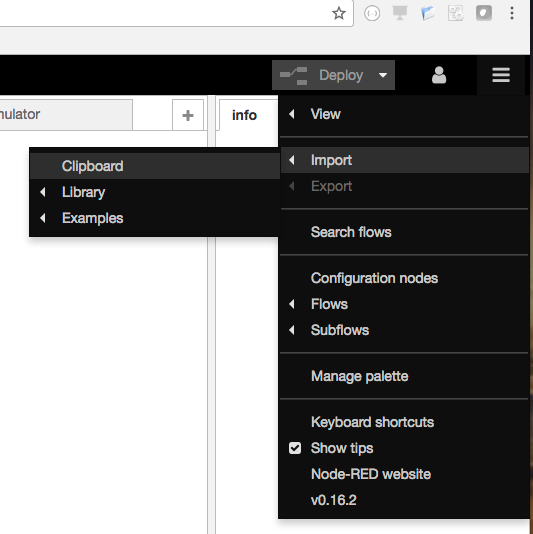 Deploy
nulator
+
info
View
Import
Export
Clipboard
Library
Examples
Search flows
Configuration nodes
Flows
Subflows
Manage palette
Keyboard shortcuts
Show tips
Node-RED website
v0.16.2